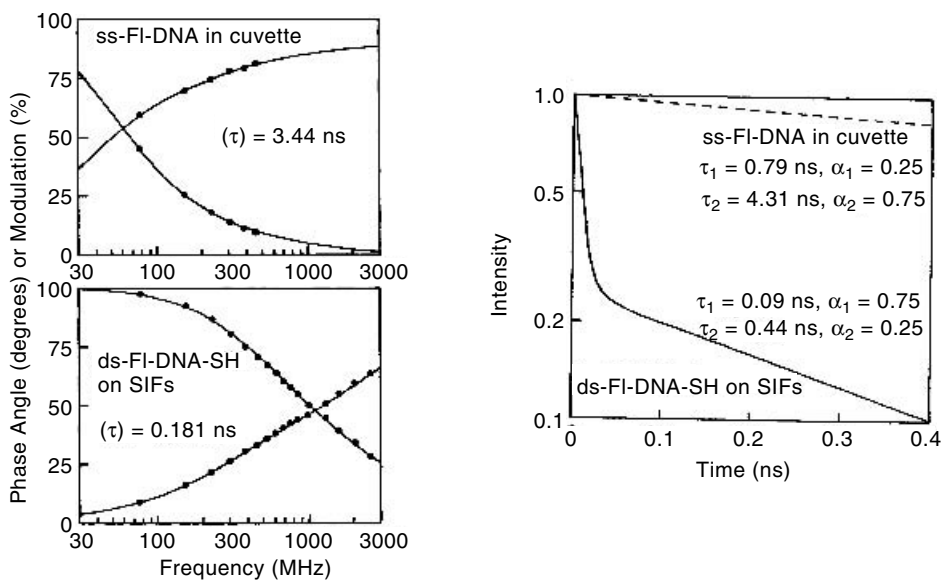 Phase Angle (degrees) or Modulation (%)
100
75
50
25
0
ss-Fl-DNA in cuvette
(τ) = 3.44 ns
30 100 300 1000 3000
100
75
50
25
0
ds-Fl-DNA-SH
on SIFs
(τ) = 0.181 ns
30 100 300 1000 3000
Frequency (MHz)
Intensity
1.0
0.5
0.2
0.1
ss-Fl-DNA in cuvette
τ₁ = 0.79 ns, α₁ = 0.25
τ₂ = 4.31 ns, α₂ = 0.75
τ₁ = 0.09 ns, α₁ = 0.75
τ₂ = 0.44 ns, α₂ = 0.25
ds-Fl-DNA-SH on SIFs
0 0.1 0.2 0.3 0.4
Time (ns)